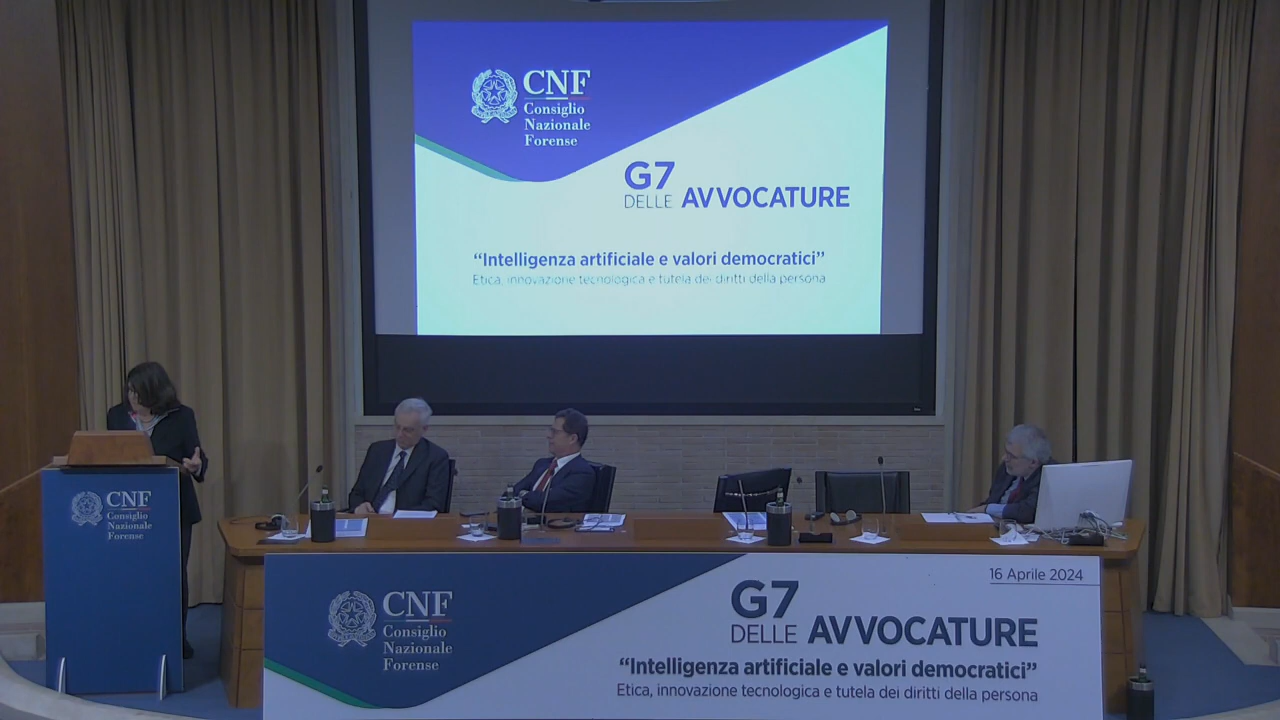 CNF
Consiglio
Nazionale
Forense
G7
DELLE AVVOCATURE
“Intelligenza artificiale e valori democratici”
Etica, innovazione tecnologica e tutela dei diritti della persona
CNF
Consiglio
Nazionale
Forense
16 Aprile 2024
CNF
Consiglio
Nazionale
Forense
G7
DELLE AVVOCATURE
“Intelligenza artificiale e valori democratici”
Etica, innovazione tecnologica e tutela dei diritti della persona